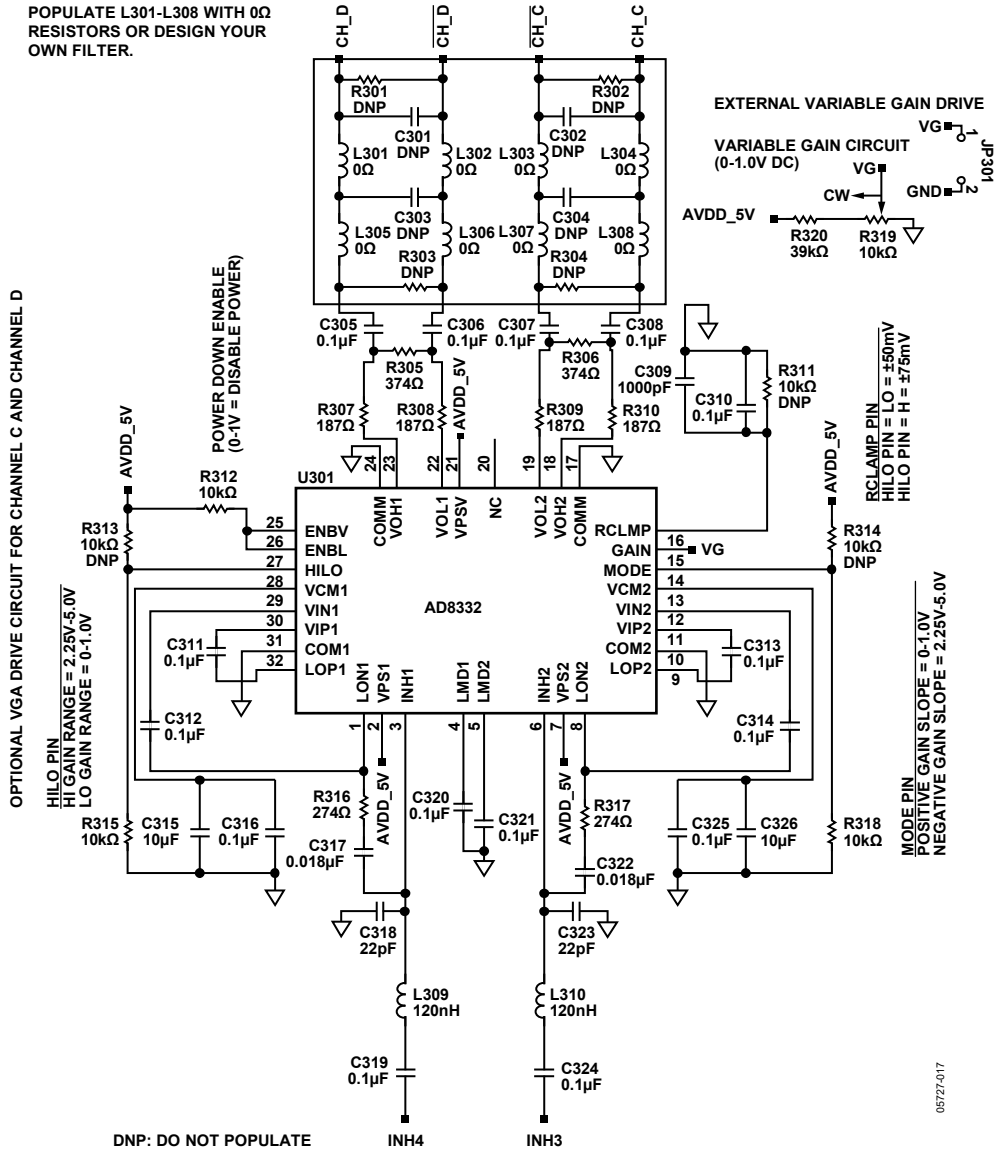 POPULATE L301-L308 WITH 0Ω
RESISTORS OR DESIGN YOUR
OWN FILTER.
CH_D
CH_D
CH_C
CH_C
R301
DNP
R302
DNP
C301
DNP
C302
DNP
L301
0Ω
L302
0Ω
L303
0Ω
L304
0Ω
C303
DNP
C304
DNP
L305
0Ω
L306
0Ω
L307
0Ω
L308
0Ω
R303
DNP
R304
DNP
EXTERNAL VARIABLE GAIN DRIVE
VG
1
JP301
2
GND
VARIABLE GAIN CIRCUIT
(0-1.0V DC)
VG
CW
AVDD_5V
R320
39kΩ
R319
10kΩ
C305
0.1µF
C306
0.1µF
C307
0.1µF
C308
0.1µF
R305
374Ω
R306
374Ω
AVDD_5V
R307
187Ω
R308
187Ω
R309
187Ω
R310
187Ω
C309
1000pF
C310
0.1µF
R311
10kΩ
DNP
RCLAMP PIN
HILO PIN = LO = ±50mV
HILO PIN = H = ±75mV
OPTIONAL VGA DRIVE CIRCUIT FOR CHANNEL C AND CHANNEL D
POWER DOWN ENABLE
(0-1V = DISABLE POWER)
AVDD_5V
R312
10kΩ
R313
10kΩ
DNP
AVDD_5V
R314
10kΩ
DNP
U301
24
23
22
21
20
19
18
17
COMM
VOH1
VOL1
VPSV
NC
VOL2
VOH2
COMM
25 ENBV
26 ENBL
27 HILO
28 VCM1
29 VIN1
30 VIP1
31 COM1
32 LOP1
AD8332
RCLMP 16
GAIN 15
VG
MODE 14
VCM2 13
VIN2 12
VIP2 11
COM2 10
LOP2 9
LON1
VPS1
INH1
LMD1
LMD2
INH2
VPS2
LON2
1
2
3
4
5
6
7
8
C311
0.1µF
C312
0.1µF
C313
0.1µF
C314
0.1µF
HILO PIN
HI GAIN RANGE = 2.25V-5.0V
LO GAIN RANGE = 0-1.0V
R315
10kΩ
C315
10µF
C316
0.1µF
R316
274Ω
AVDD_5V
C317
0.018µF
C320
0.1µF
C321
0.1µF
AVDD_5V
R317
274Ω
C322
0.018µF
C325
0.1µF
C326
10µF
R318
10kΩ
MODE PIN
POSITIVE GAIN SLOPE = 0-1.0V
NEGATIVE GAIN SLOPE = 2.25V-5.0V
C318
22pF
C323
22pF
L309
120nH
L310
120nH
C319
0.1µF
C324
0.1µF
INH4
INH3
DNP: DO NOT POPULATE
05727-017